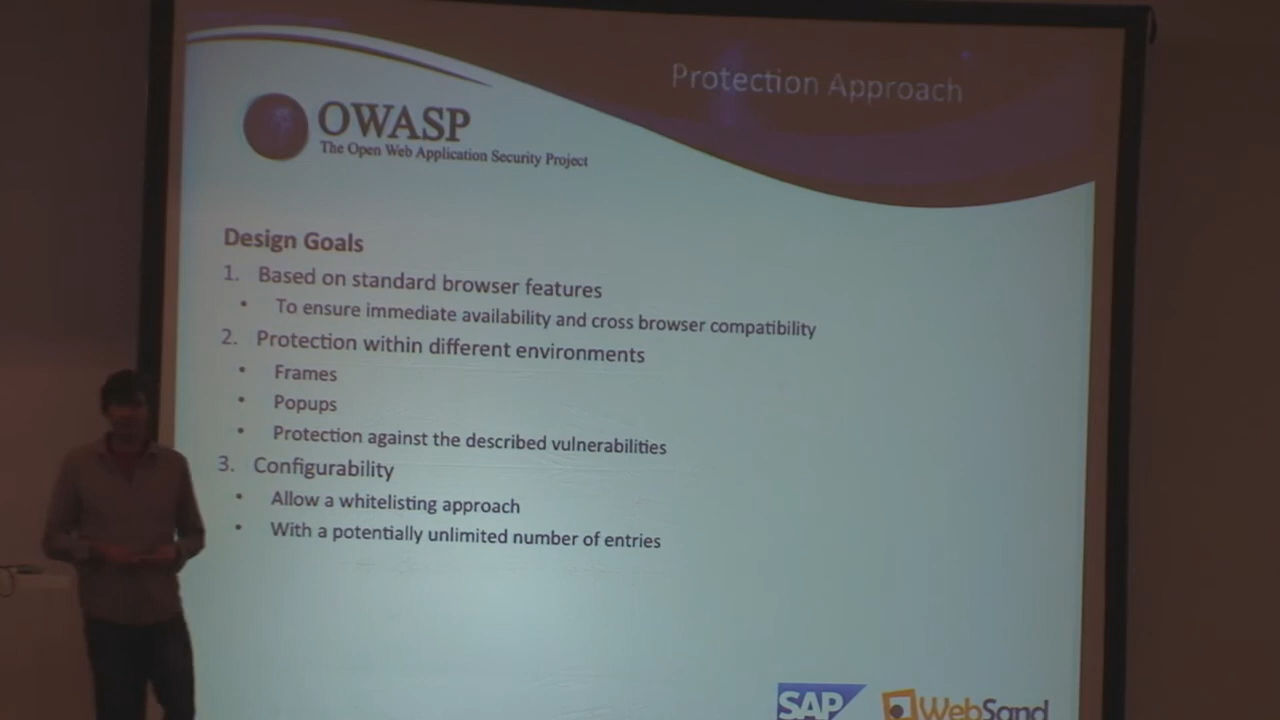 Protection Approach
OWASP
The Open Web Application Security Project
Design Goals
1. Based on standard browser features
• To ensure immediate availability and cross browser compatibility
2. Protection within different environments
• Frames
• Popups
• Protection against the described vulnerabilities
3. Configurability
• Allow a whitelisting approach
• With a potentially unlimited number of entries
SAP
WebSand